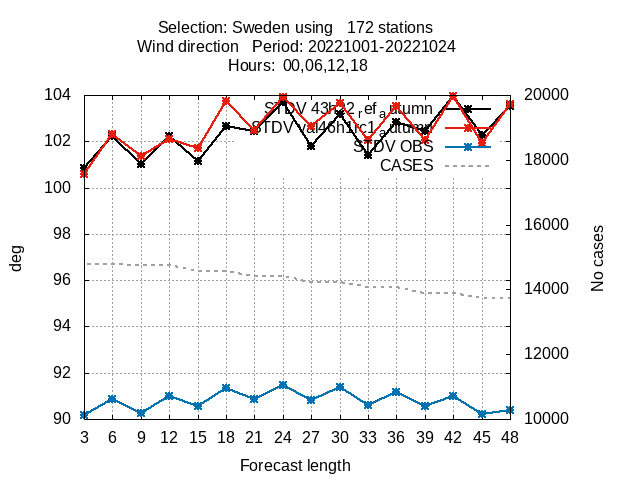 Selection: Sweden using 172 stations
Wind direction Period: 20221001-20221024
Hours: 00,06,12,18
104
102
100
98
96
94
92
90
20000
18000
16000
14000
12000
10000
deg
No cases
STDV OBS
CASES
3 6 9 12 15 18 21 24 27 30 33 36 39 42 45 48
Forecast length